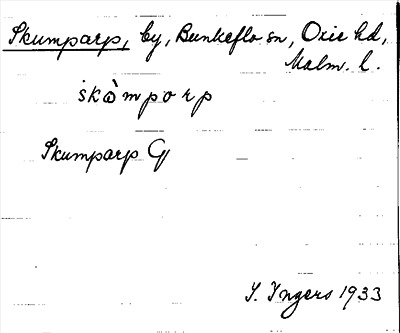 Skumparp, by, Bunkeflo sn, Oxie hd,
Malm. l.
skòmporp
Skumparp G
I. Ingers 1933